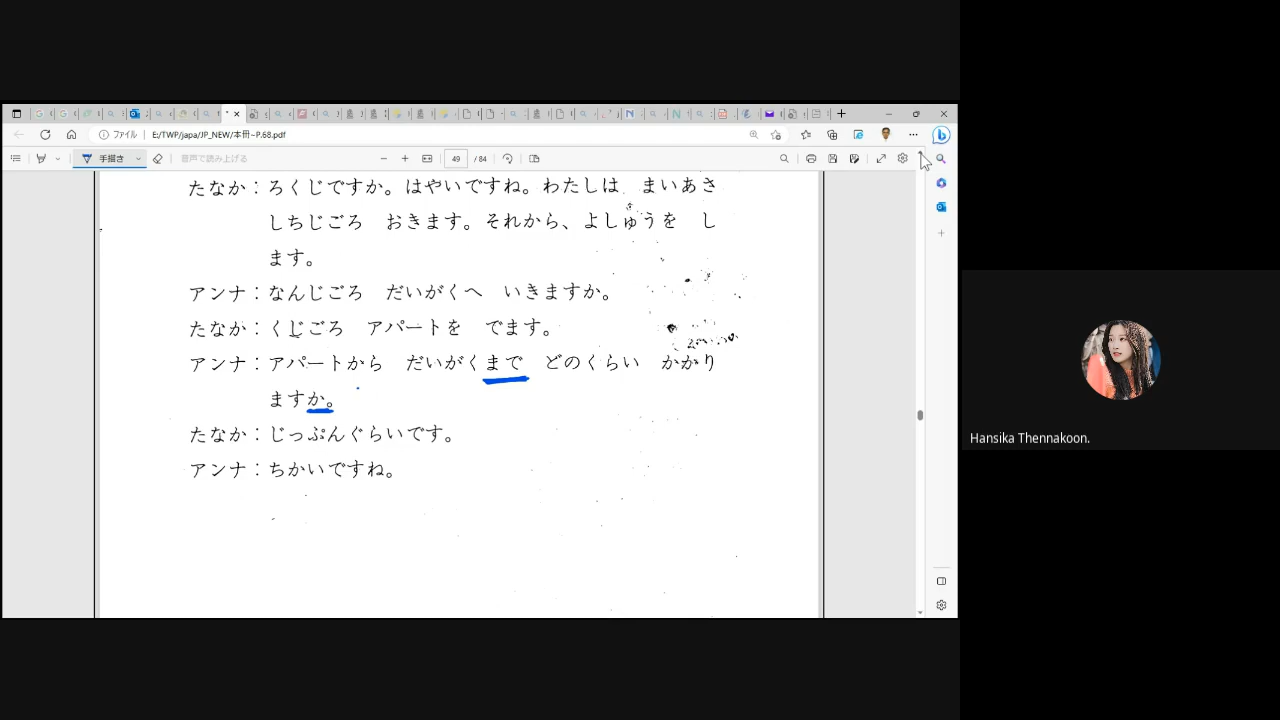 ファイル | E:/TWP/japa/JP_NEW/本冊~P.68.pdf
手描き 音声で読み上げる 49 / 84
たなか：ろくじですか。はやいですね。わたしは まいあさ
しちじごろ おきます。それから、よしゅうを し
ます。
アンナ：なんじごろ だいがくへ いきますか。
たなか：くじごろ アパートを でます。
アンナ：アパートから だいがくまで どのくらい かかり
ますか。
たなか：じっぷんぐらいです。
アンナ：ちかいですね。
Hansika Thennakoon.